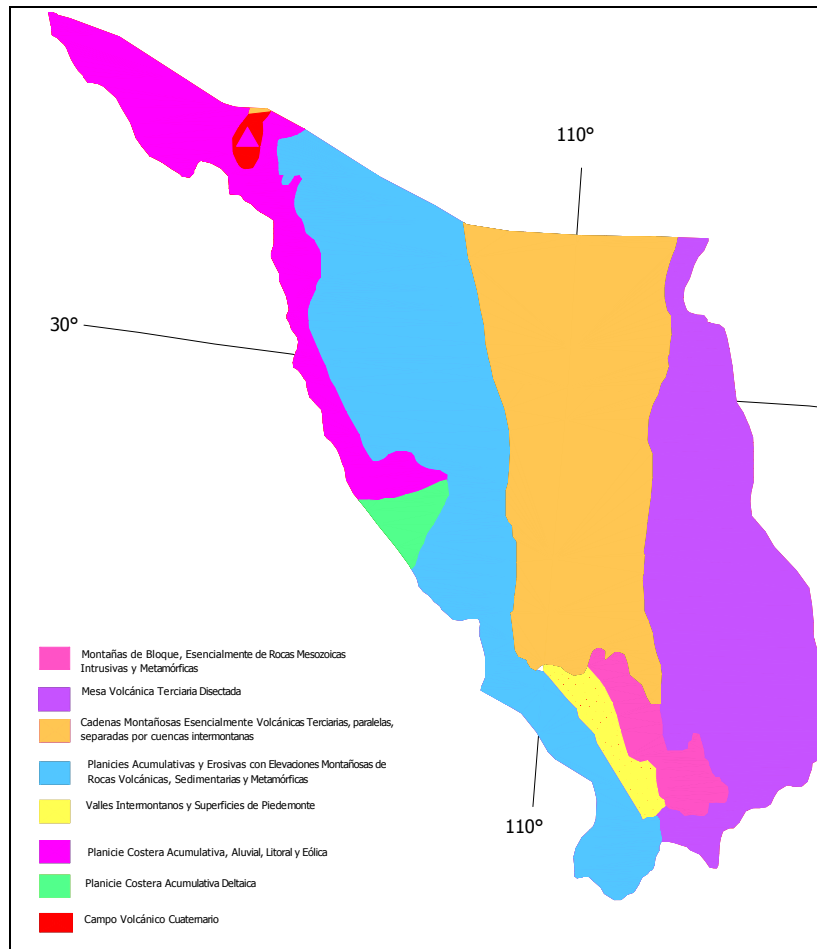 110°
30°
Montañas de Bloque, Esencialmente de Rocas Mesozoicas
Intrusivas y Metamórficas
Mesa Volcánica Terciaria Disectada
Cadenas Montañosas Esencialmente Volcánicas Terciarias, paralelas,
separadas por cuencas intermontanas
Planicies Acumulativas y Erosivas con Elevaciones Montañosas de
Rocas Volcánicas, Sedimentarias y Metamórficas
Valles Intermontanos y Superficies de Piedemonte
110°
Planicie Costera Acumulativa, Aluvial, Litoral y Eólica
Planicie Costera Acumulativa Deltaica
Campo Volcánico Cuaternario